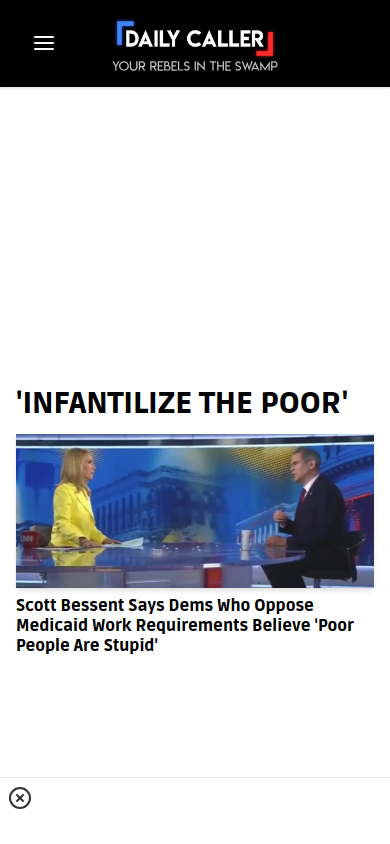 DAILY CALLER
YOUR REBELS IN THE SWAMP
'INFANTILIZE THE POOR'
CNN
Scott Bessent Says Dems Who Oppose
Medicaid Work Requirements Believe 'Poor
People Are Stupid'